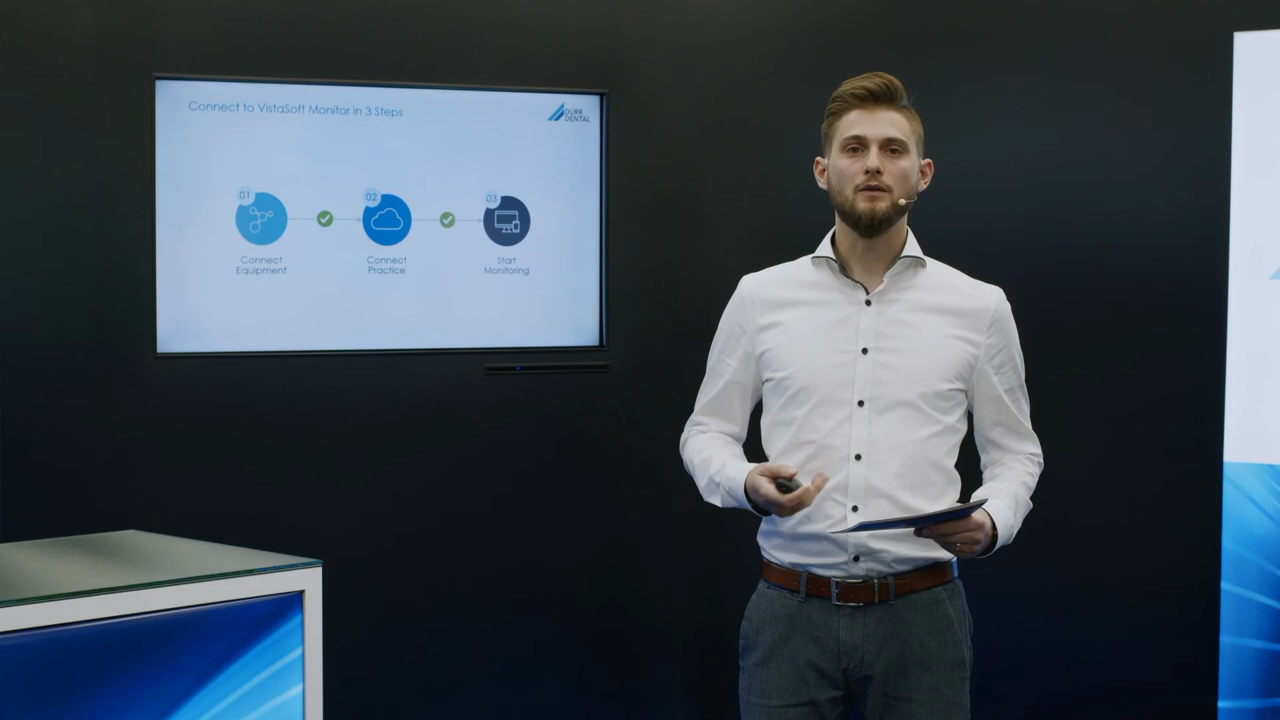 Connect to VistaSoft Monitor in 3 Steps
DÜRR
DENTAL
01
02
03
Connect
Equipment
Connect
Practice
Start
Monitoring